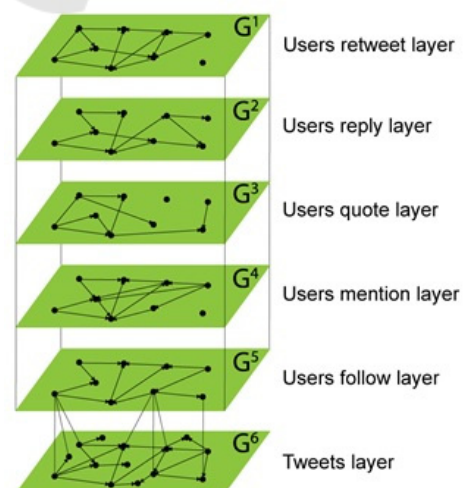 G¹ Users retweet layer
G² Users reply layer
G³ Users quote layer
G⁴ Users mention layer
G⁵ Users follow layer
G⁶ Tweets layer